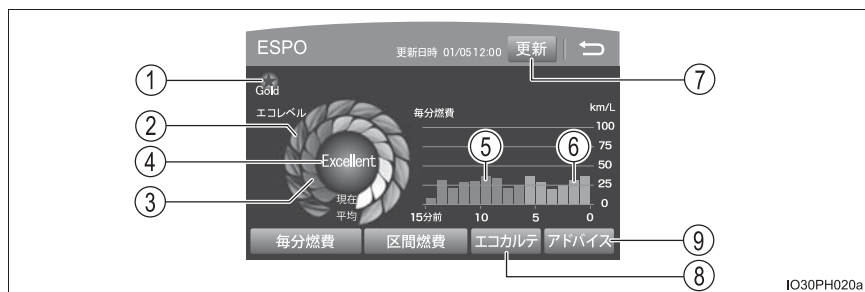 ESPO 更新日時 01/05 12:00 更新
① Gold ⑦
エコレベル 毎分燃費 km/L
② 100
④ Excellent ⑤ ⑥ 75
50
③ 現在 25
平均 0
15分前 10 5 0
毎分燃費 区間燃費 エコカルテ アドバイス ⑨
⑧
IO30PH020a